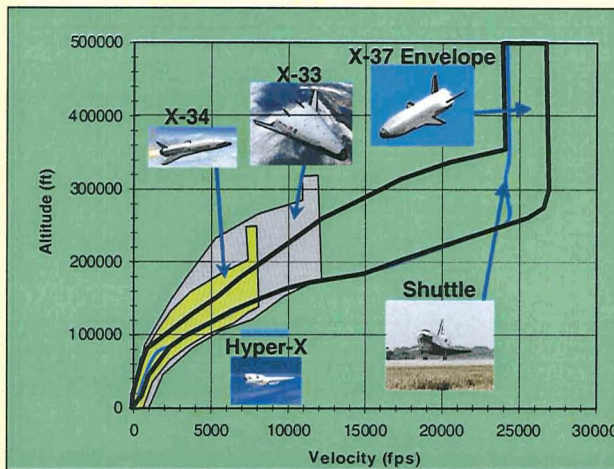 500000
400000
300000
200000
100000
0
Altitude (ft)
X-37 Envelope
X-33
X-34
Shuttle
Hyper-X
0 5000 10000 15000 20000 25000 30000
Velocity (fps)